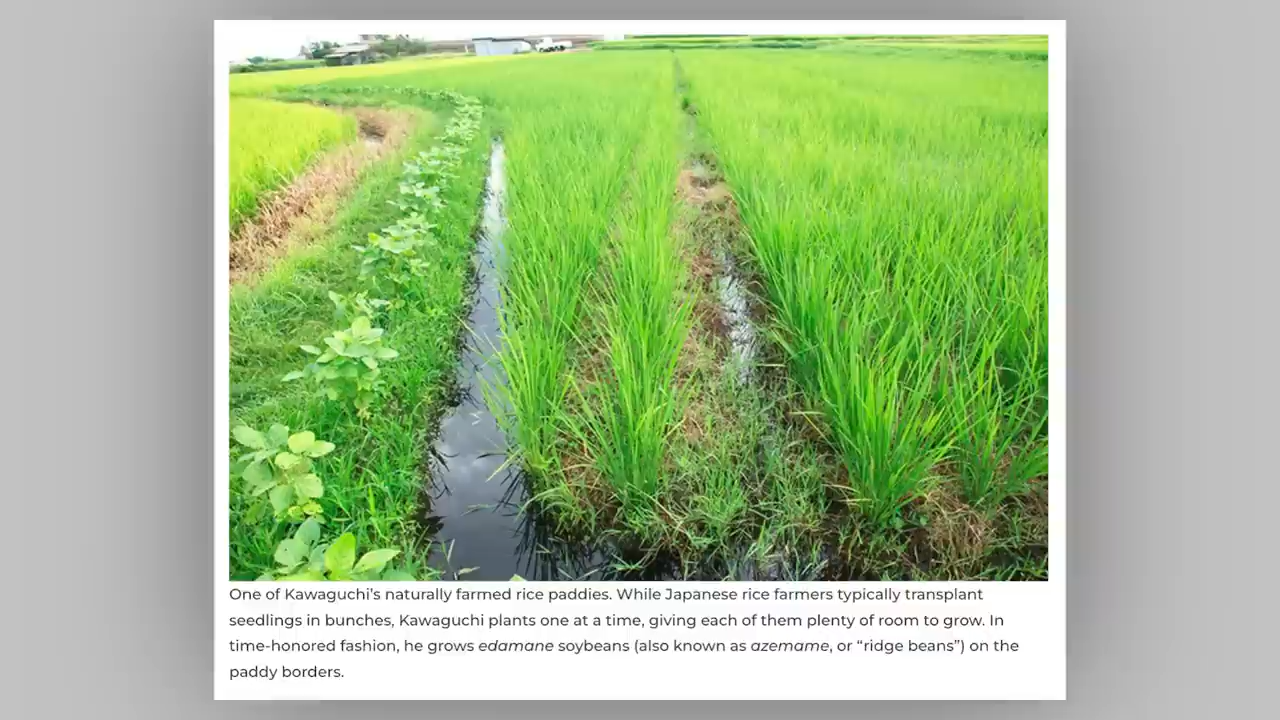 One of Kawaguchi’s naturally farmed rice paddies. While Japanese rice farmers typically transplant
seedlings in bunches, Kawaguchi plants one at a time, giving each of them plenty of room to grow. In
time-honored fashion, he grows edamane soybeans (also known as azemame, or “ridge beans”) on the
paddy borders.